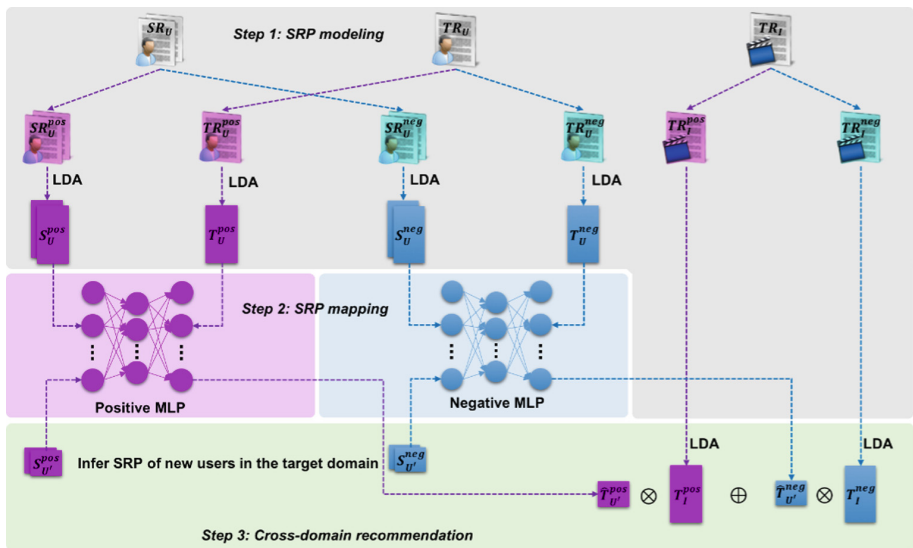 SR_U
Step 1: SRP modeling
TR_U
TR_I
SR_U^pos
TR_U^pos
SR_U^neg
TR_U^neg
TR_I^pos
TR_I^neg
LDA
LDA
LDA
LDA
S_U^pos
T_U^pos
S_U^neg
T_U^neg
Step 2: SRP mapping
Positive MLP
Negative MLP
LDA
LDA
S_U'^pos
Infer SRP of new users in the target domain
S_U'^neg
T̂_U'^pos ⊗ T_I^pos ⊕ T̂_U'^neg ⊗ T_I^neg
Step 3: Cross-domain recommendation